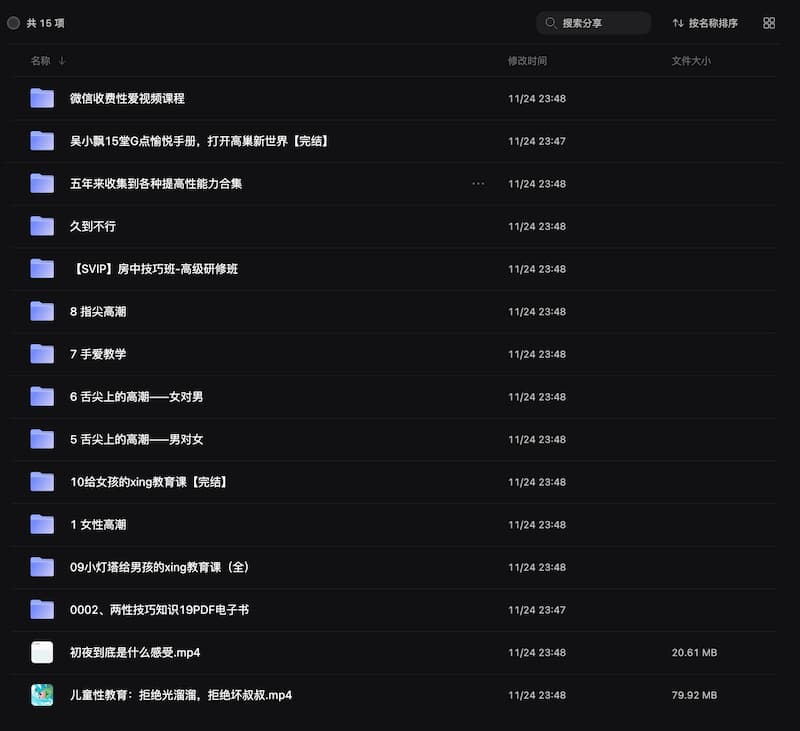 共 15 项
搜索分享
按名称排序
名称 ↓ 修改时间 文件大小
微信收费性爱视频课程 11/24 23:48
吴小飘15堂G点愉悦手册，打开高巢新世界【完结】 11/24 23:47
五年来收集到各种提高性能力合集 ··· 11/24 23:48
久到不行 11/24 23:48
【SVIP】房中技巧班-高级研修班 11/24 23:48
8 指尖高潮 11/24 23:48
7 手爱教学 11/24 23:48
6 舌尖上的高潮——女对男 11/24 23:48
5 舌尖上的高潮——男对女 11/24 23:48
10给女孩的xing教育课【完结】 11/24 23:48
1 女性高潮 11/24 23:48
09小灯塔给男孩的xing教育课（全） 11/24 23:48
0002、两性技巧知识19PDF电子书 11/24 23:47
初夜到底是什么感受.mp4 11/24 23:48 20.61 MB
儿童性教育：拒绝光溜溜，拒绝坏叔叔.mp4 11/24 23:48 79.92 MB